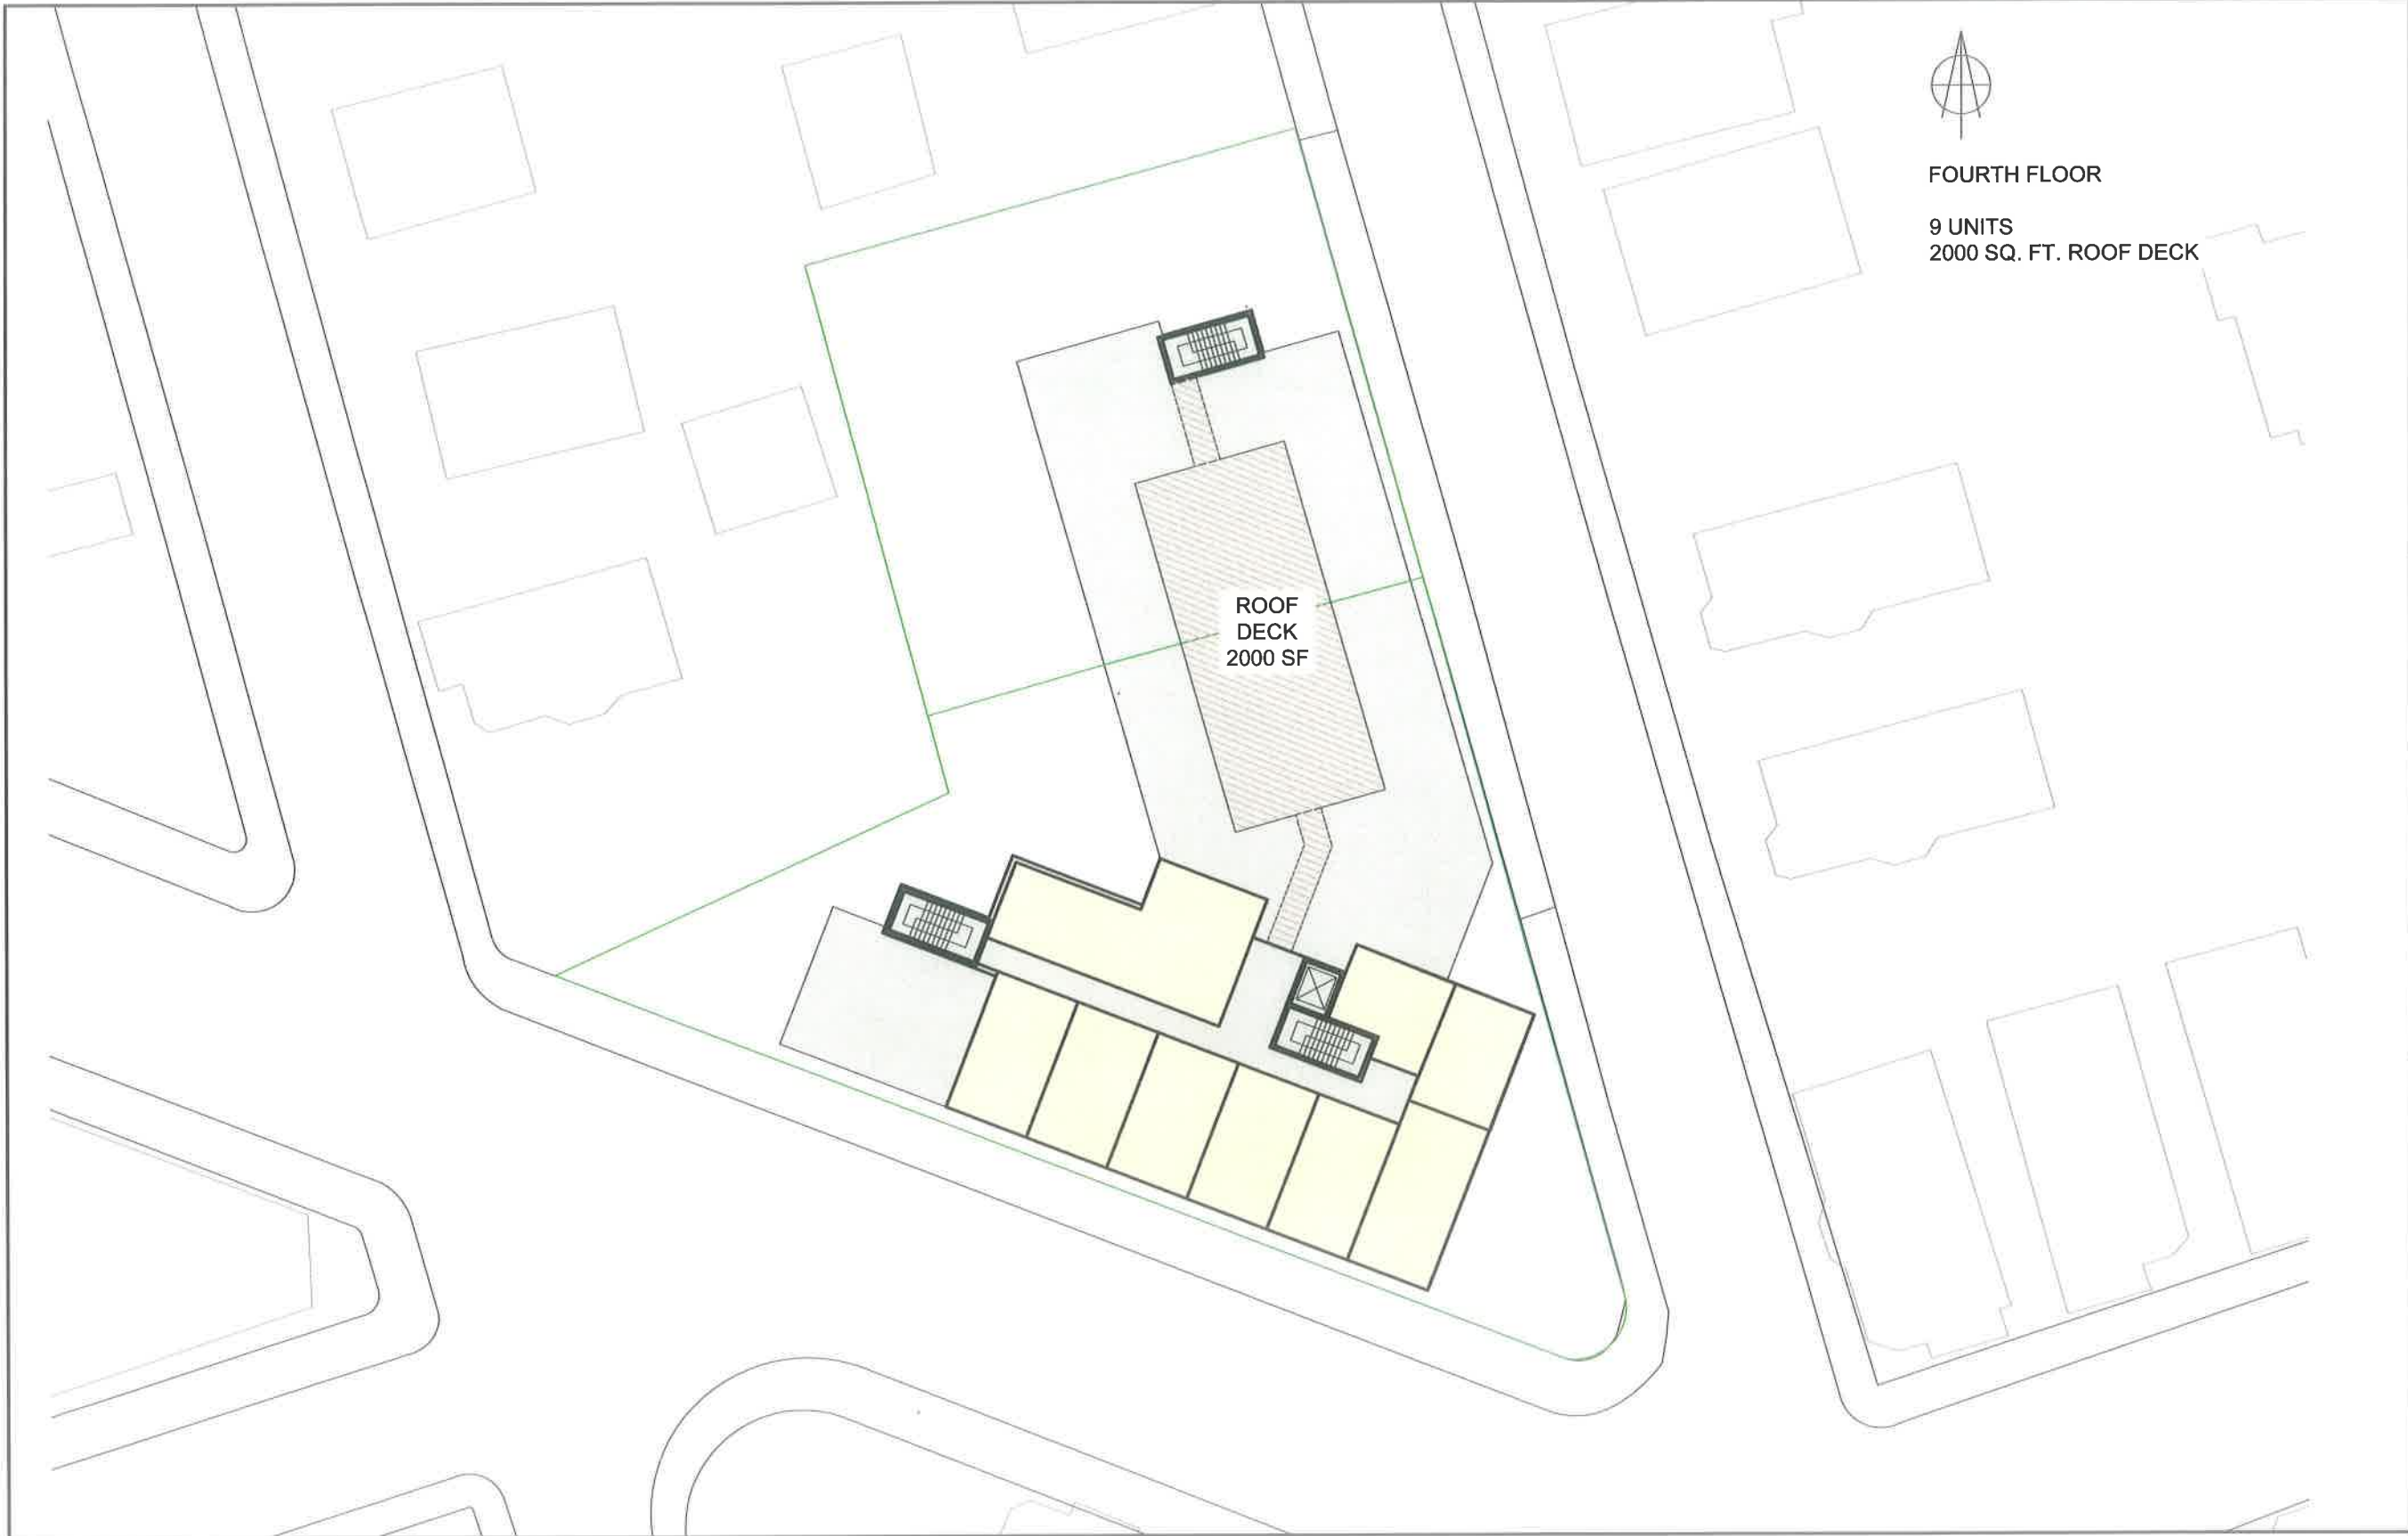 FOURTH FLOOR
9 UNITS
2000 SQ. FT. ROOF DECK
ROOF
DECK
2000 SF